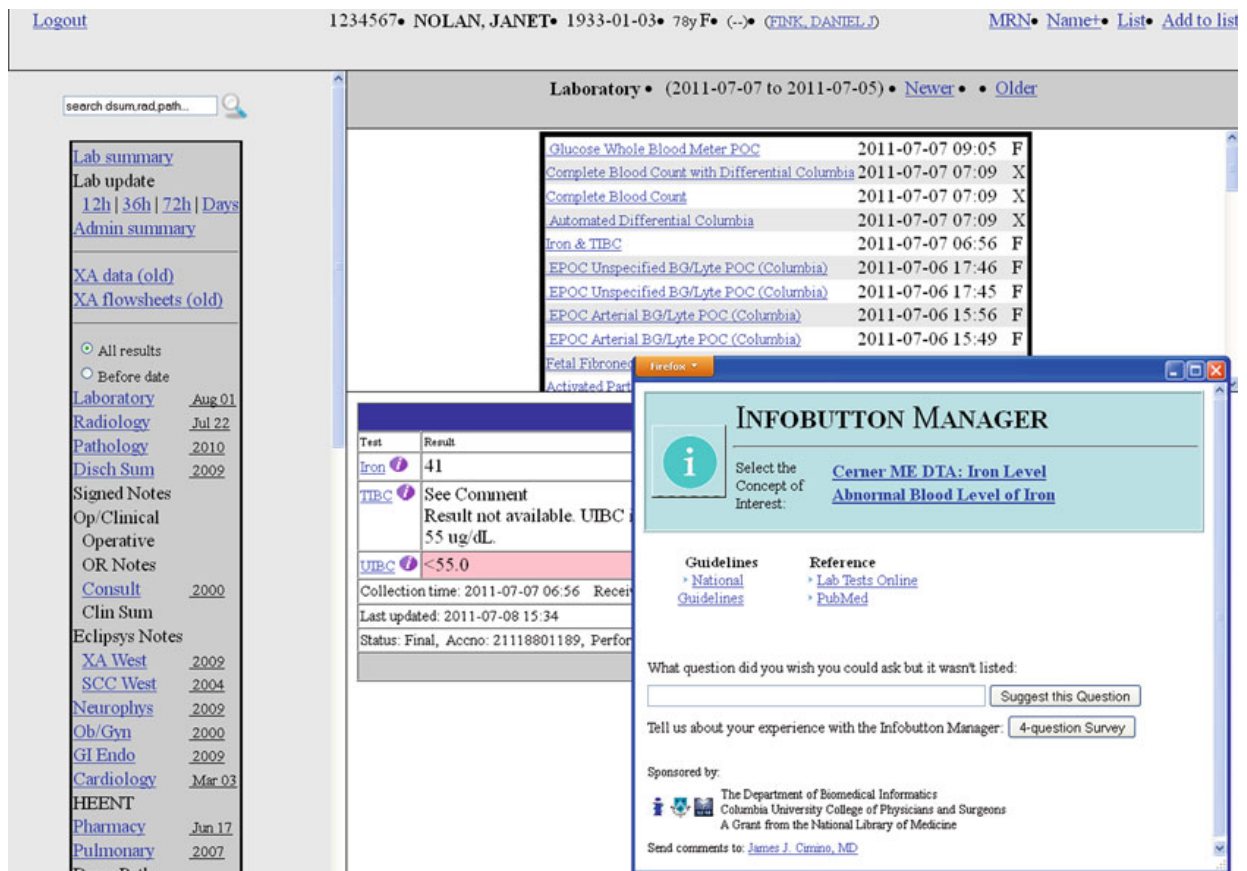 Logout
1234567• NOLAN, JANET• 1933-01-03• 78y F• (--)• (FINK, DANIEL J)
MRN• Name+• List• Add to list
search dsum,rad,path...
Lab summary
Lab update
12h | 36h | 72h | Days
Admin summary
XA data (old)
XA flowsheets (old)
All results
Before date
Laboratory Aug 01
Radiology Jul 22
Pathology 2010
Disch Sum 2009
Signed Notes
Op/Clinical
Operative
OR Notes
Consult 2000
Clin Sum
Eclipsys Notes
XA West 2009
SCC West 2004
Neurophys 2009
Ob/Gyn 2000
GI Endo 2009
Cardiology Mar 03
HEENT
Pharmacy Jun 17
Pulmonary 2007
Laboratory • (2011-07-07 to 2011-07-05) • Newer • • Older
Glucose Whole Blood Meter POC 2011-07-07 09:05 F
Complete Blood Count with Differential Columbia 2011-07-07 07:09 X
Complete Blood Count 2011-07-07 07:09 X
Automated Differential Columbia 2011-07-07 07:09 X
Iron & TIBC 2011-07-07 06:56 F
EPOC Unspecified BG/Lyte POC (Columbia) 2011-07-06 17:46 F
EPOC Unspecified BG/Lyte POC (Columbia) 2011-07-06 17:45 F
EPOC Arterial BG/Lyte POC (Columbia) 2011-07-06 15:56 F
EPOC Arterial BG/Lyte POC (Columbia) 2011-07-06 15:49 F
Fetal Fibrone
Activated Part
Test Result
Iron i 41
TIBC i See Comment
Result not available. UIBC i
55 ug/dL.
UIBC i <55.0
Collection time: 2011-07-07 06:56 Recei
Last updated: 2011-07-08 15:34
Status: Final, Accno: 21118801189, Perfor
Firefox
INFOBUTTON MANAGER
i
Select the
Concept of
Interest:
Cerner ME DTA: Iron Level
Abnormal Blood Level of Iron
Guidelines
National
Guidelines
Reference
Lab Tests Online
PubMed
What question did you wish you could ask but it wasn't listed:
Suggest this Question
Tell us about your experience with the Infobutton Manager: 4-question Survey
Sponsored by:
The Department of Biomedical Informatics
Columbia University College of Physicians and Surgeons
A Grant from the National Library of Medicine
Send comments to: James J. Cimino, MD